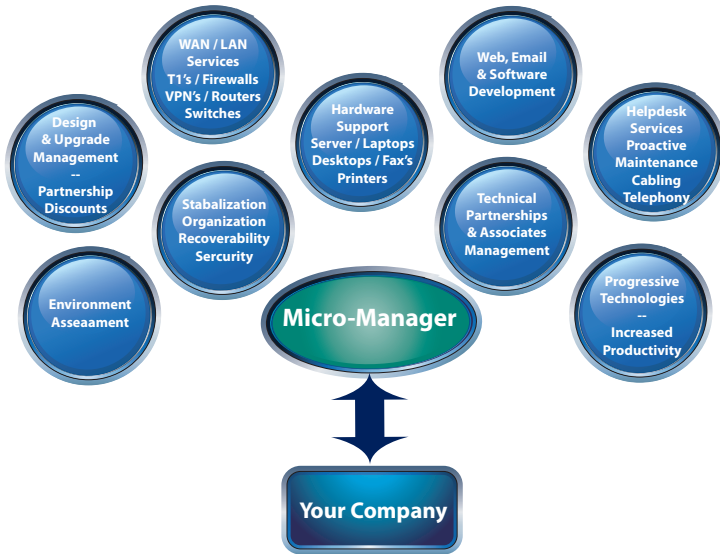 WAN / LAN
Services
T1's / Firewalls
VPN's / Routers
Switches
Web, Email
& Software
Development
Design
& Upgrade
Management
--
Partnership
Discounts
Hardware
Support
Server / Laptops
Desktops / Fax's
Printers
Helpdesk
Services
Proactive
Maintenance
Cabling
Telephony
Stabalization
Organization
Recoverability
Sercurity
Technical
Partnerships
& Associates
Management
Environment
Asseaament
Micro-Manager
Progressive
Technologies
--
Increased
Productivity
Your Company